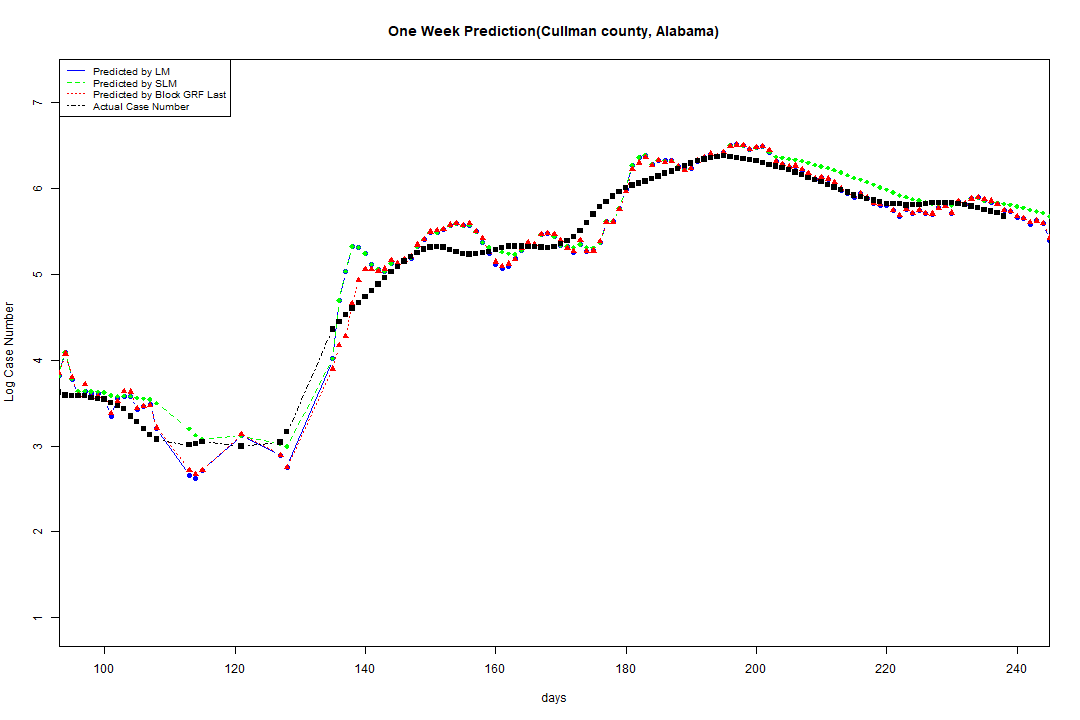 One Week Prediction(Cullman county, Alabama)
Predicted by LM
Predicted by SLM
Predicted by Block GRF Last
Actual Case Number
7
6
5
4
3
2
1
Log Case Number
100 120 140 160 180 200 220 240
days